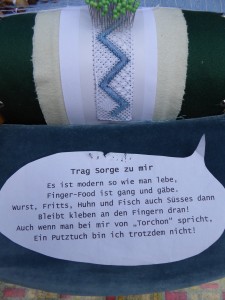 Trag Sorge zu mir
Es ist modern so wie man lebe,
Finger-Food ist gang und gäbe.
Wurst, Fritts, Huhn und Fisch auch Süsses dann
Bleibt kleben an den Fingern dran!
Auch wenn man bei mir von „Torchon" spricht,
Ein Putztuch bin ich trotzdem nicht!